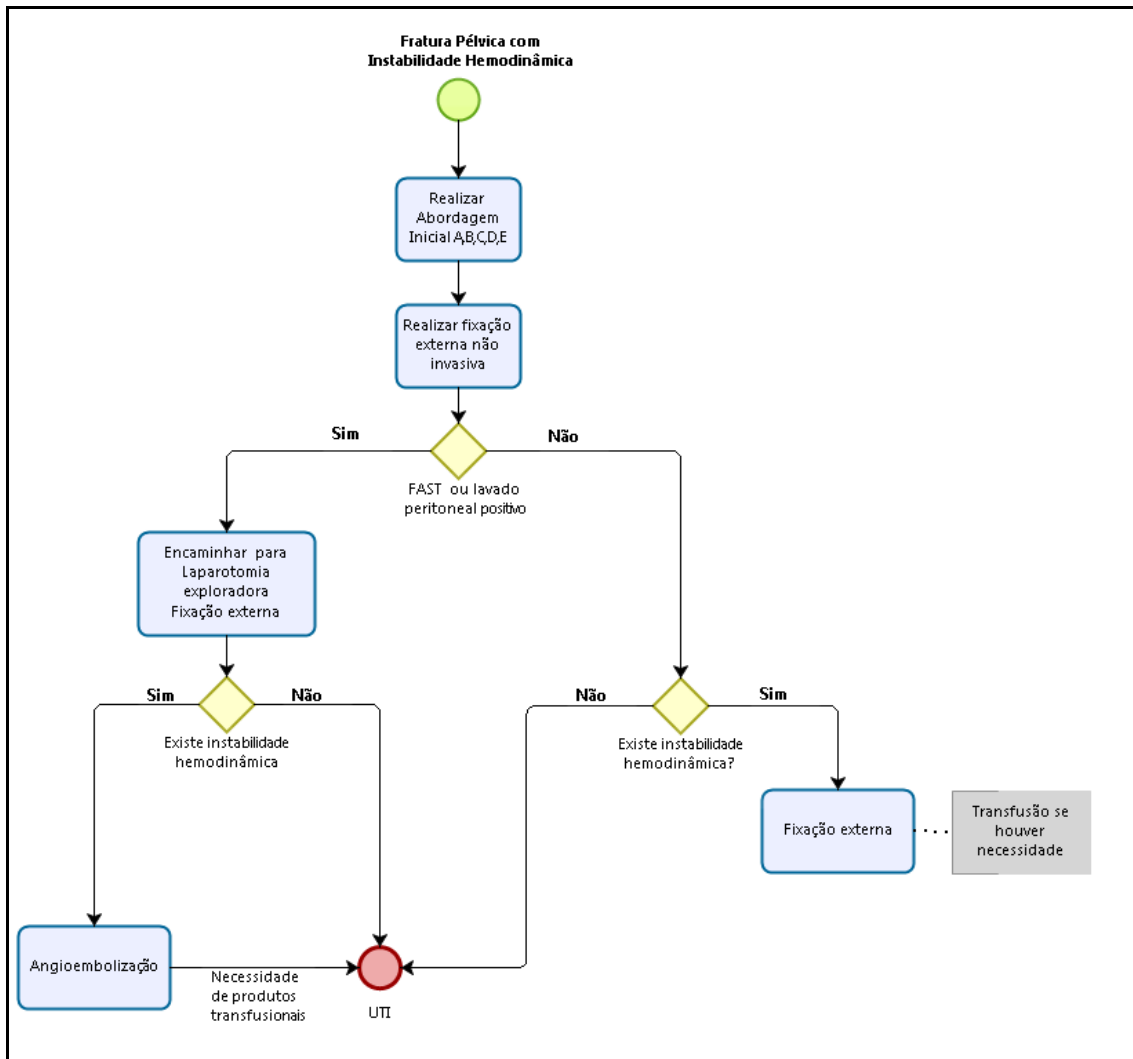 Fratura Pélvica com
Instabilidade Hemodinâmica
Realizar
Abordagem
Inicial A,B,C,D,E
Realizar fixação
externa não
invasiva
Sim
Não
FAST ou lavado
peritoneal positivo
Encaminhar para
Laparotomia
exploradora
Fixação externa
Sim
Não
Existe instabilidade
hemodinâmica
Não
Sim
Existe instabilidade
hemodinâmica?
Fixação externa
Transfusão se
houver
necessidade
Angioembolização
Necessidade
de produtos
transfusionais
UTI